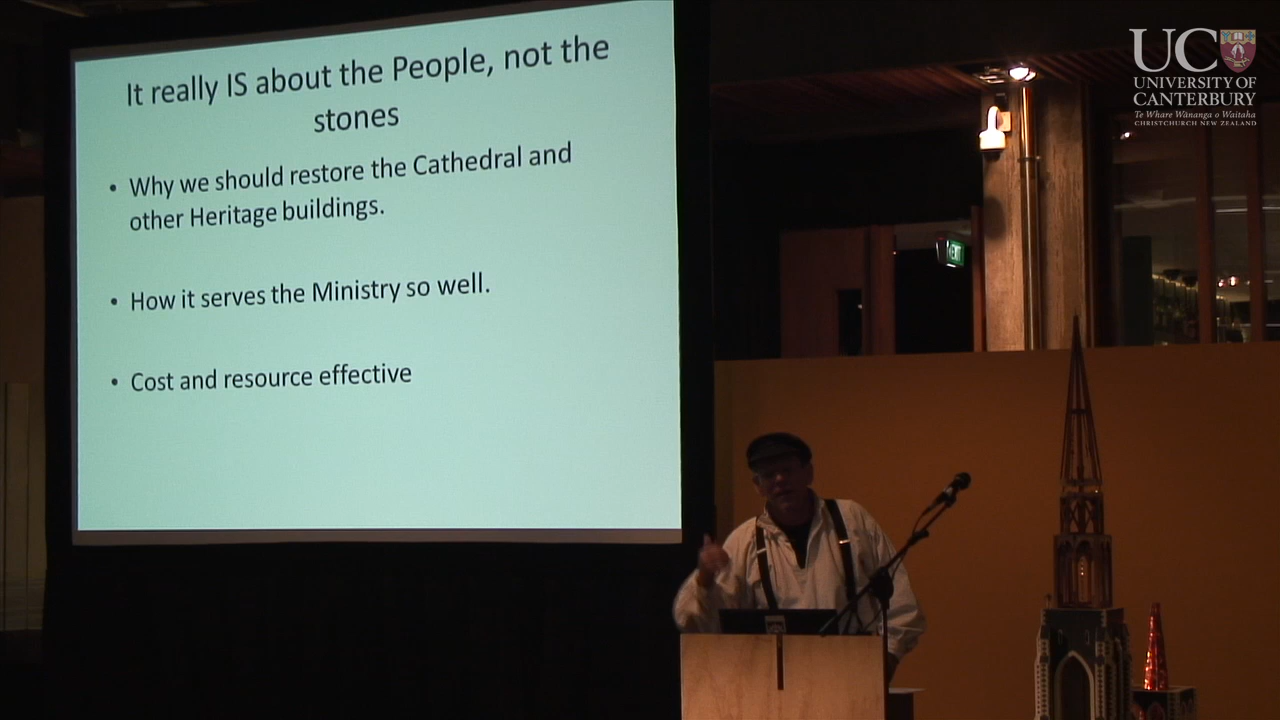 It really IS about the People, not the
stones
• Why we should restore the Cathedral and
other Heritage buildings.
• How it serves the Ministry so well.
• Cost and resource effective
UC
UNIVERSITY OF
CANTERBURY
Te Whare Wānanga o Waitaha
CHRISTCHURCH NEW ZEALAND
EXIT